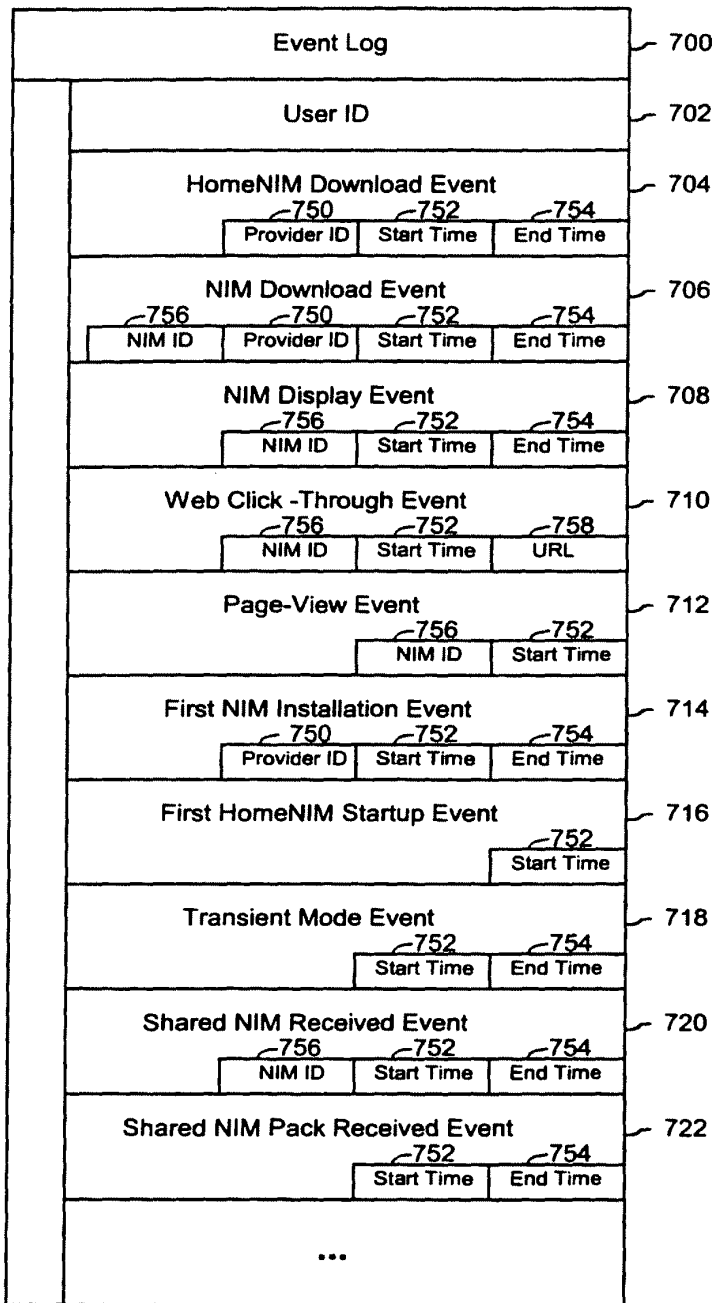 Event Log 700
User ID 702
HomeNIM Download Event 704
750 752 754
Provider ID Start Time End Time
NIM Download Event 706
756 750 752 754
NIM ID Provider ID Start Time End Time
NIM Display Event 708
756 752 754
NIM ID Start Time End Time
Web Click -Through Event 710
756 752 758
NIM ID Start Time URL
Page-View Event 712
756 752
NIM ID Start Time
First NIM Installation Event 714
750 752 754
Provider ID Start Time End Time
First HomeNIM Startup Event 716
752
Start Time
Transient Mode Event 718
752 754
Start Time End Time
Shared NIM Received Event 720
756 752 754
NIM ID Start Time End Time
Shared NIM Pack Received Event 722
752 754
Start Time End Time
...